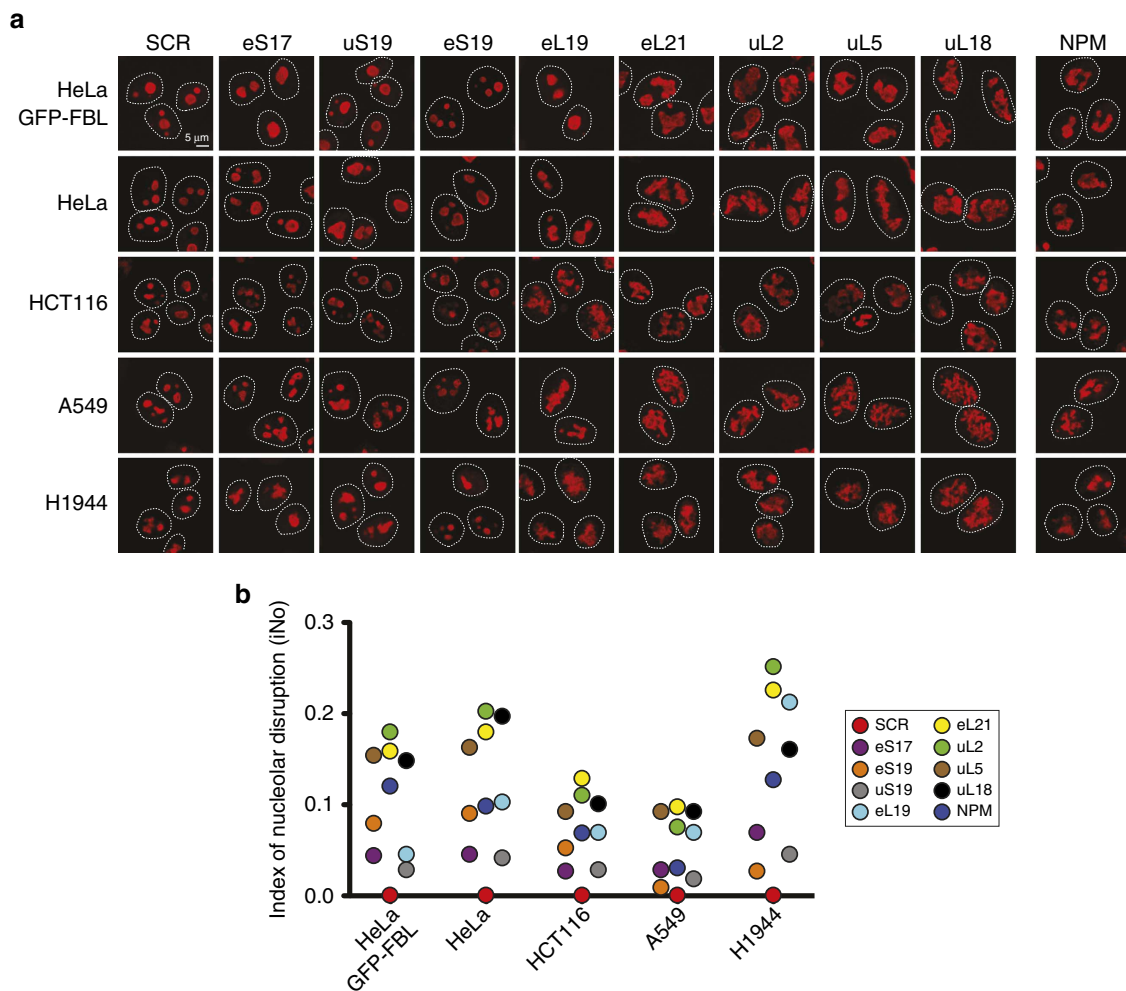 a
SCR eS17 uS19 eS19 eL19 eL21 uL2 uL5 uL18 NPM
HeLa
GFP-FBL
5 µm
HeLa
HCT116
A549
H1944
b
Index of nucleolar disruption (iNo)
0.3
0.2
0.1
0.0
HeLa
GFP-FBL
HeLa
HCT116
A549
H1944
SCR eL21
eS17 uL2
eS19 uL5
uS19 uL18
eL19 NPM